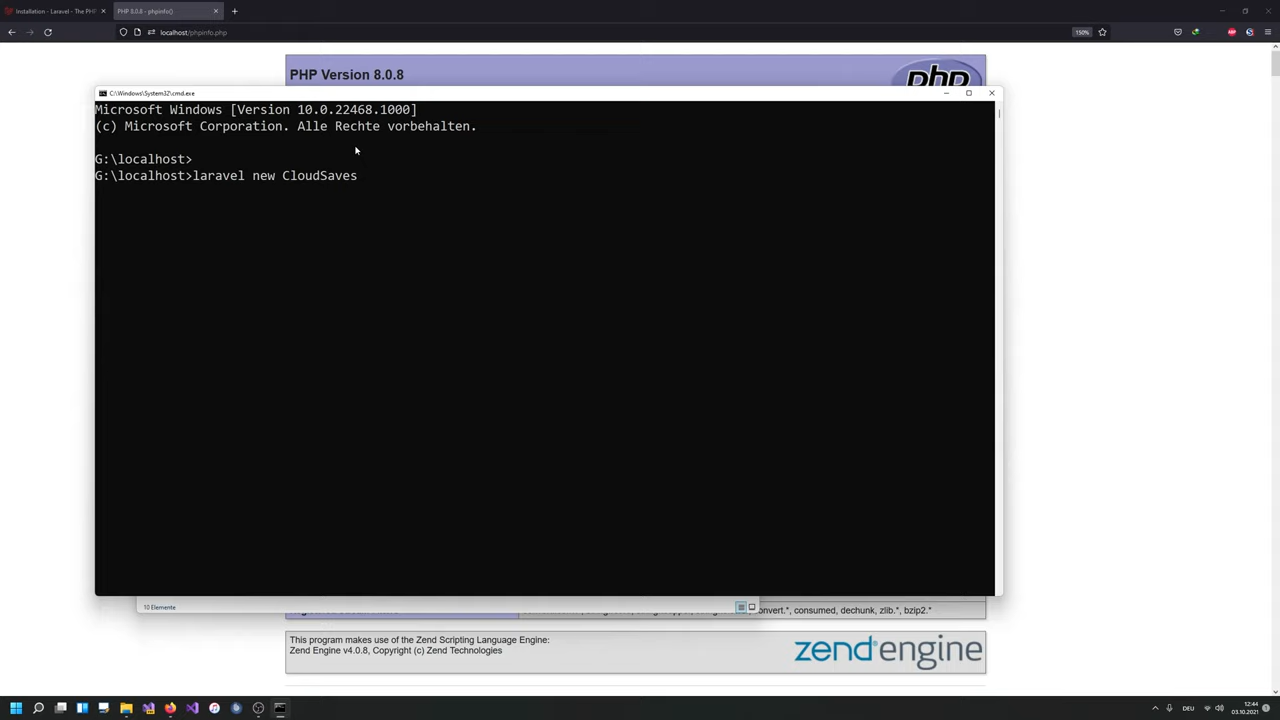 Installation - Laravel - The PHP
PHP 8.0.8 - phpinfo()
localhost/phpinfo.php
150%
PHP Version 8.0.8
php
C:\Windows\System32\cmd.exe
Microsoft Windows [Version 10.0.22468.1000]
(c) Microsoft Corporation. Alle Rechte vorbehalten.
G:\localhost>
G:\localhost>laravel new CloudSaves
10 Elemente
consumed, dechunk, zlib.*, bzip2.*
This program makes use of the Zend Scripting Language Engine:
Zend Engine v4.0.8, Copyright (c) Zend Technologies
zend engine
DEU
12:44
03.10.2021